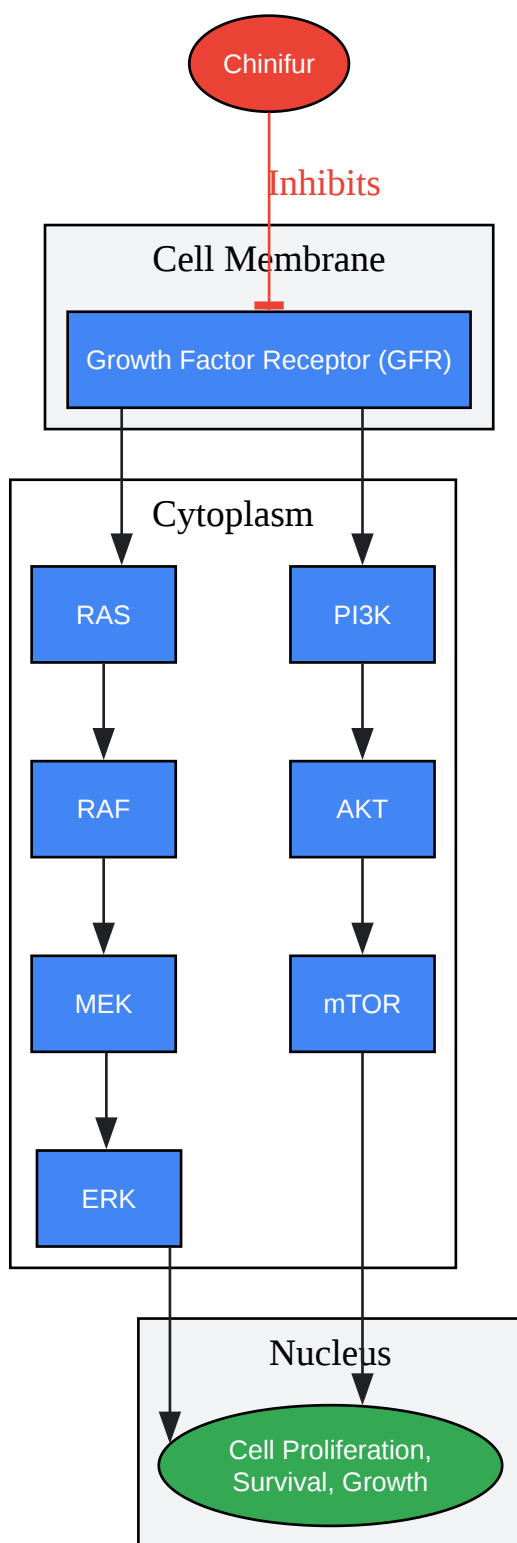 Chinifur
Inhibits
Cell Membrane
Growth Factor Receptor (GFR)
Cytoplasm
RAS
PI3K
RAF
AKT
MEK
mTOR
ERK
Nucleus
Cell Proliferation,
Survival, Growth